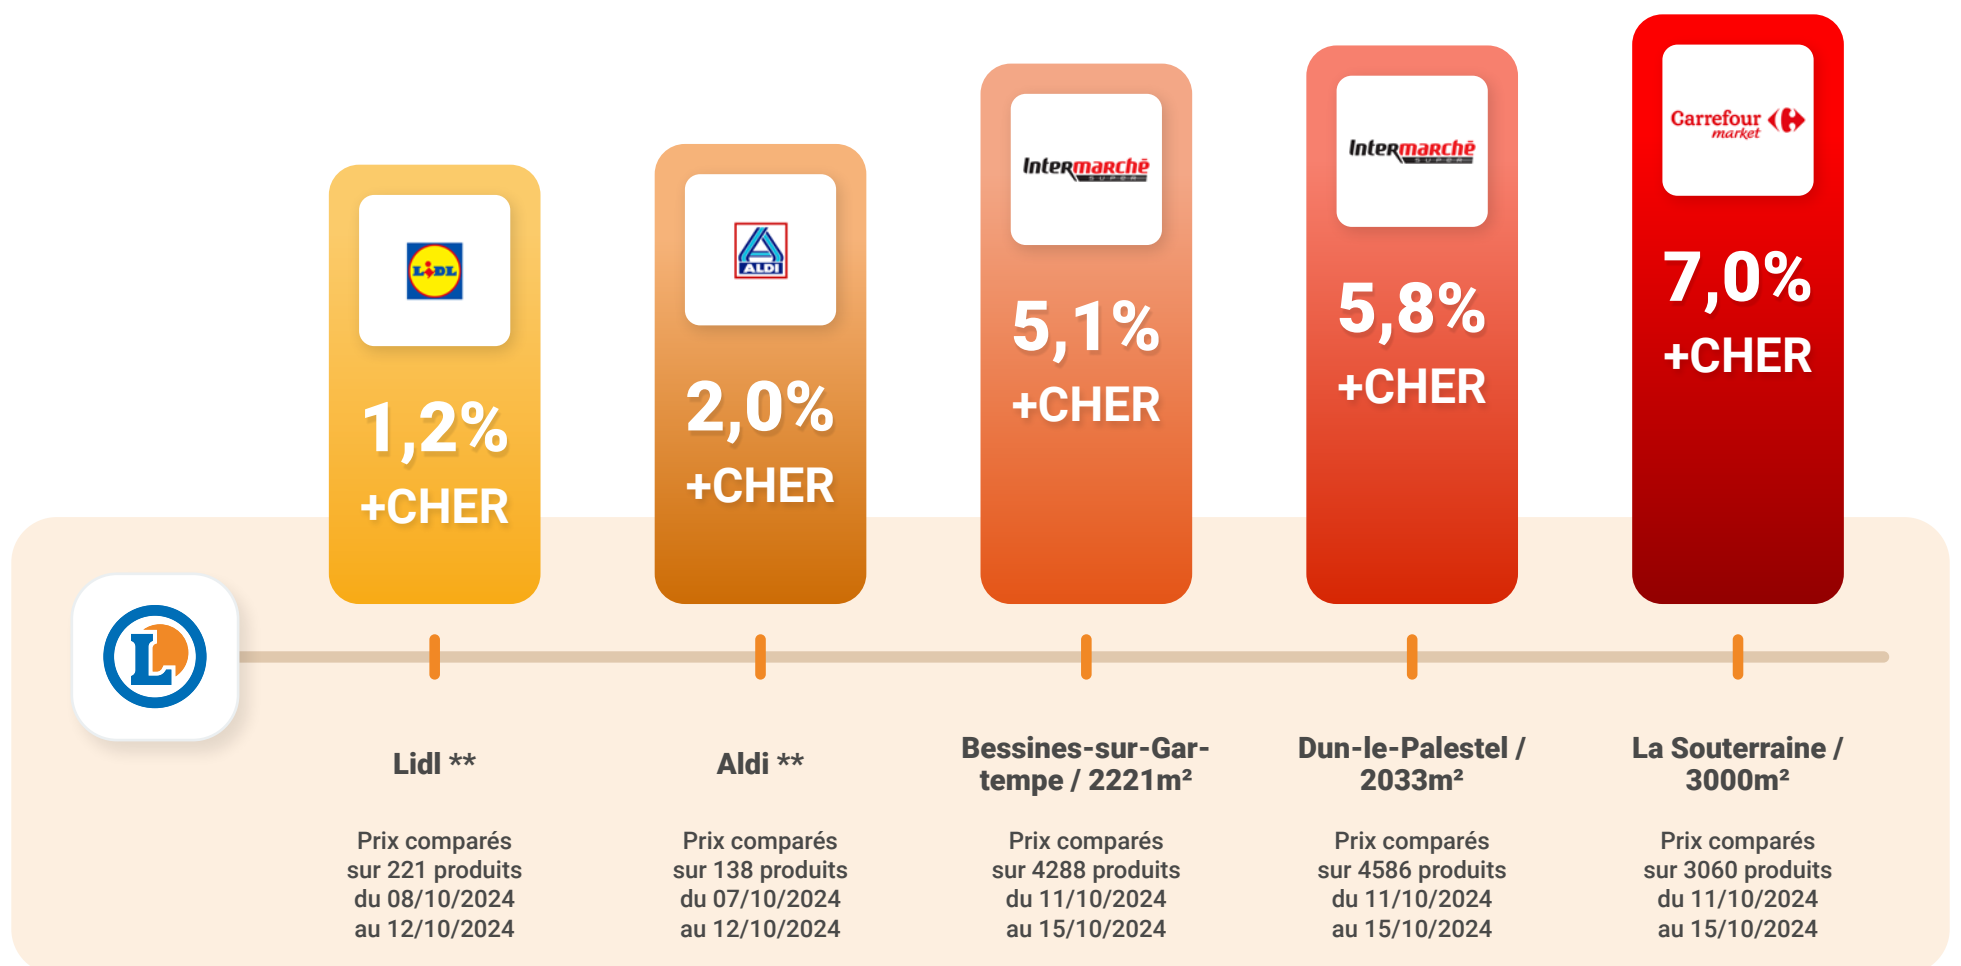 LIDL
1,2%
+CHER
ALDI
2,0%
+CHER
Intermarchē
SUPER
5,1%
+CHER
Intermarchē
SUPER
5,8%
+CHER
Carrefour
market
7,0%
+CHER
L
Lidl **
Prix comparés
sur 221 produits
du 08/10/2024
au 12/10/2024
Aldi **
Prix comparés
sur 138 produits
du 07/10/2024
au 12/10/2024
Bessines-sur-Gar-
tempe / 2221m²
Prix comparés
sur 4288 produits
du 11/10/2024
au 15/10/2024
Dun-le-Palestel /
2033m²
Prix comparés
sur 4586 produits
du 11/10/2024
au 15/10/2024
La Souterraine /
3000m²
Prix comparés
sur 3060 produits
du 11/10/2024
au 15/10/2024